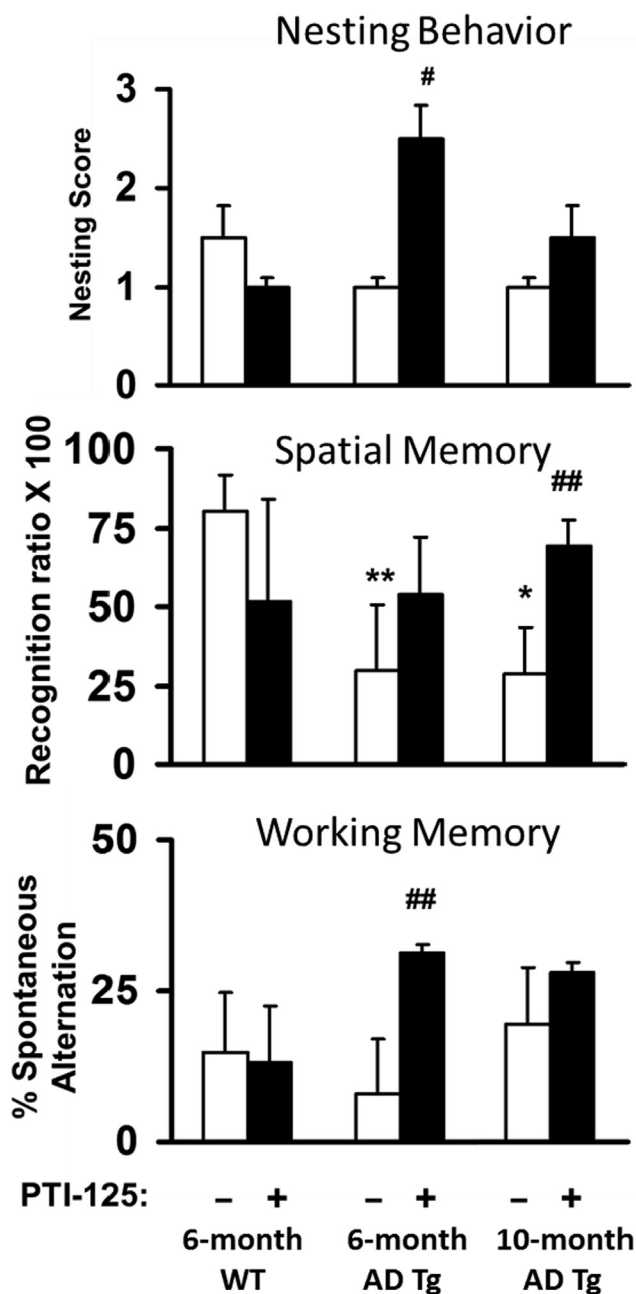 Nesting Behavior
#
3
2
1
0
Nesting Score
Spatial Memory
##
**
*
100
75
50
25
0
Recognition ratio X 100
Working Memory
##
50
25
0
% Spontaneous
Alternation
PTI-125: – + – + – +
6-month 6-month 10-month
WT AD Tg AD Tg